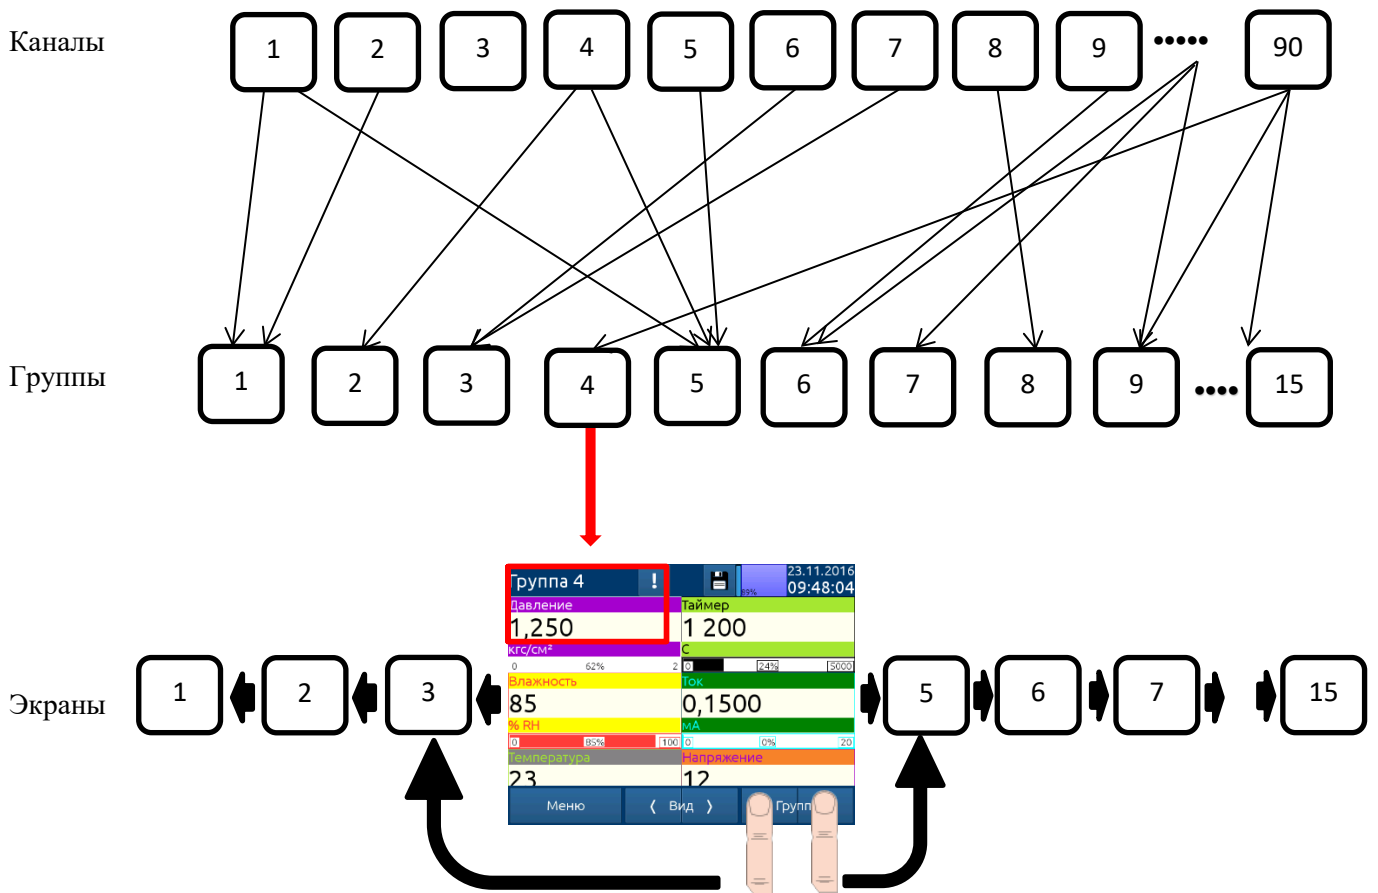 Каналы 1 2 3 4 5 6 7 8 9 ••••• 90
Группы 1 2 3 4 5 6 7 8 9 •••• 15
Группа 4 ! 89% 23.11.2016
09:48:04
Давление Таймер
1,250 1 200
кгс/см² С
0 62% 2 0 24% 5000
Влажность Ток
85 0,1500
% RH мА
0 85% 100 0 0% 20
Температура Напряжение
23 12
Меню ❬ Вид ❭ Групп
Экраны 1 2 3 5 6 7 15